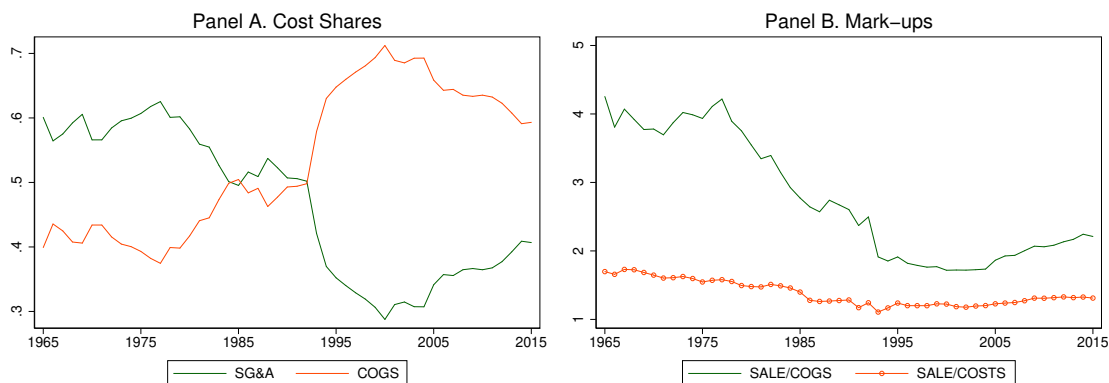 Panel A. Cost Shares
.7
.6
.5
.4
.3
1965 1975 1985 1995 2005 2015
SG&A COGS
Panel B. Mark-ups
5
4
3
2
1
1965 1975 1985 1995 2005 2015
SALE/COGS SALE/COSTS